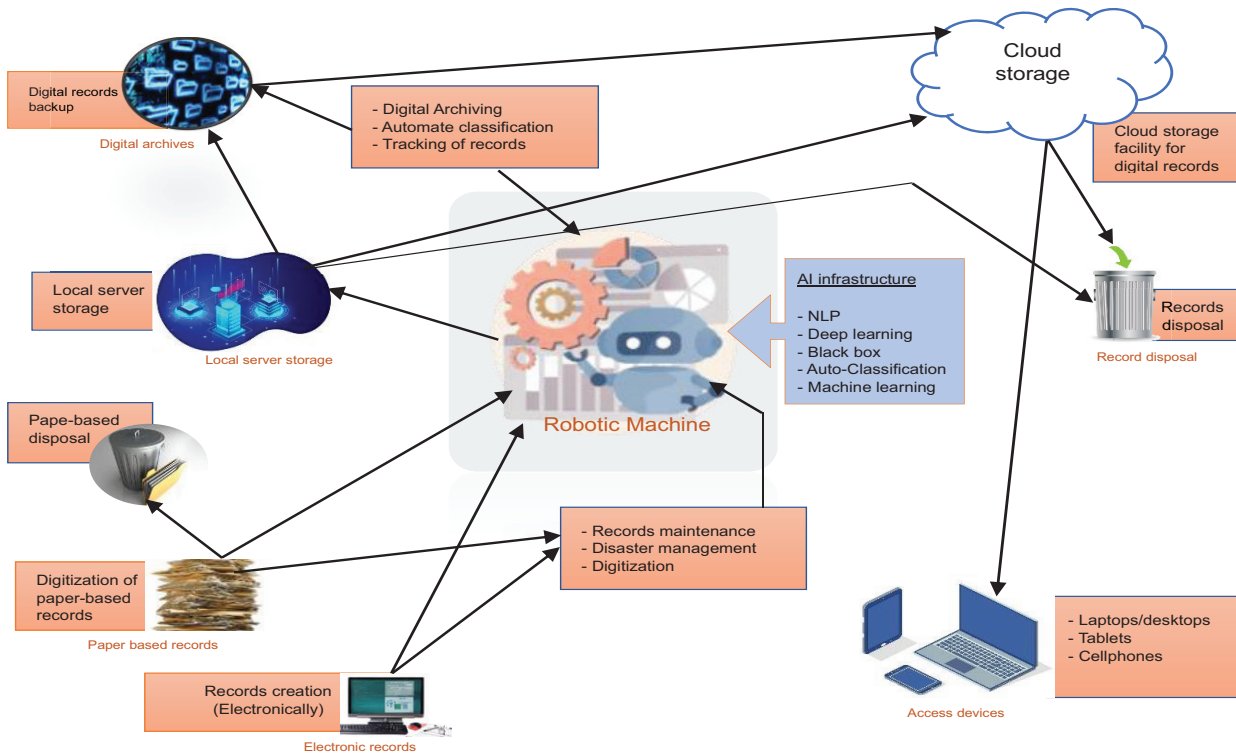 Cloud
storage
Digital records
backup
Digital archives
- Digital Archiving
- Automate classification
- Tracking of records
Cloud storage
facility for
digital records
Local server
storage
Local server storage
AI infrastructure
- NLP
- Deep learning
- Black box
- Auto-Classification
- Machine learning
Records
disposal
Record disposal
Robotic Machine
Pape-based
disposal
- Records maintenance
- Disaster management
- Digitization
Digitization of
paper-based
records
Paper based records
- Laptops/desktops
- Tablets
- Cellphones
Access devices
Records creation
(Electronically)
Electronic records